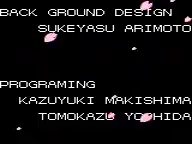 BACK GROUND DESIGN
SUKEYASU ARIMOTO
PROGRAMING
KAZUYUKI MAKISHIMA
TOMOKAZU YOSHIDA